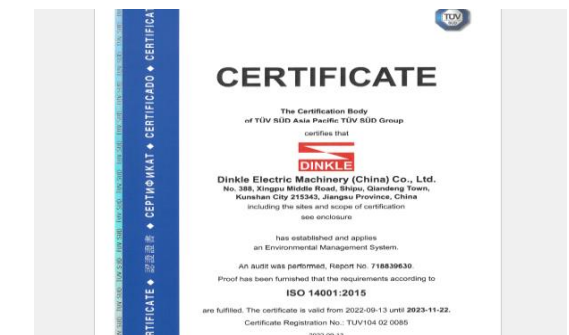 TÜV
SÜD
CERTIFICATE ◆ 認證證書 ◆ СЕРТИФИКАТ ◆ CERTIFICADO ◆ CERTIFICAT
CERTIFICATE
The Certification Body
of TÜV SÜD Asia Pacific TÜV SÜD Group
certifies that
DINKLE
Dinkle Electric Machinery (China) Co., Ltd.
No. 388, Xingpu Middle Road, Shipu, Qiandeng Town,
Kunshan City 215343, Jiangsu Province, China
including the sites and scope of certification
see enclosure
has established and applies
an Environmental Management System.
An audit was performed, Report No. 718839630.
Proof has been furnished that the requirements according to
ISO 14001:2015
are fulfilled. The certificate is valid from 2022-09-13 until 2023-11-22.
Certificate Registration No.: TUV104 02 0085